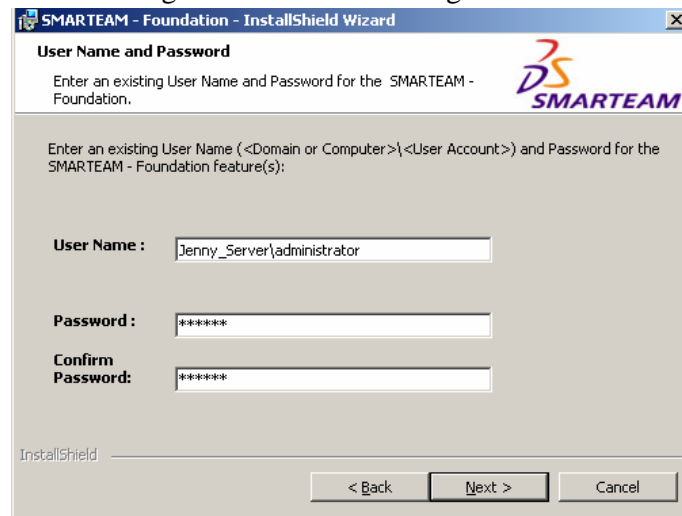 SMARTEAM - Foundation - InstallShield Wizard
User Name and Password
Enter an existing User Name and Password for the SMARTEAM -
Foundation.
SMARTEAM
Enter an existing User Name (<Domain or Computer>\<User Account>) and Password for the
SMARTEAM - Foundation feature(s):
User Name :
Jenny_Server\administrator
Password :
******
Confirm
Password:
******
InstallShield
< Back
Next >
Cancel